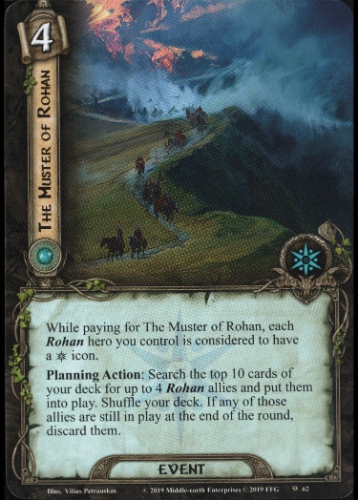 4
THE MUSTER OF ROHAN
While paying for The Muster of Rohan, each
Rohan hero you control is considered to have
a icon.
Planning Action: Search the top 10 cards of
your deck for up to 4 Rohan allies and put them
into play. Shuffle your deck. If any of those
allies are still in play at the end of the round,
discard them.
EVENT
Illus. Vilius Petrauskas © 2019 Middle-earth Enterprises © 2019 FFG 62